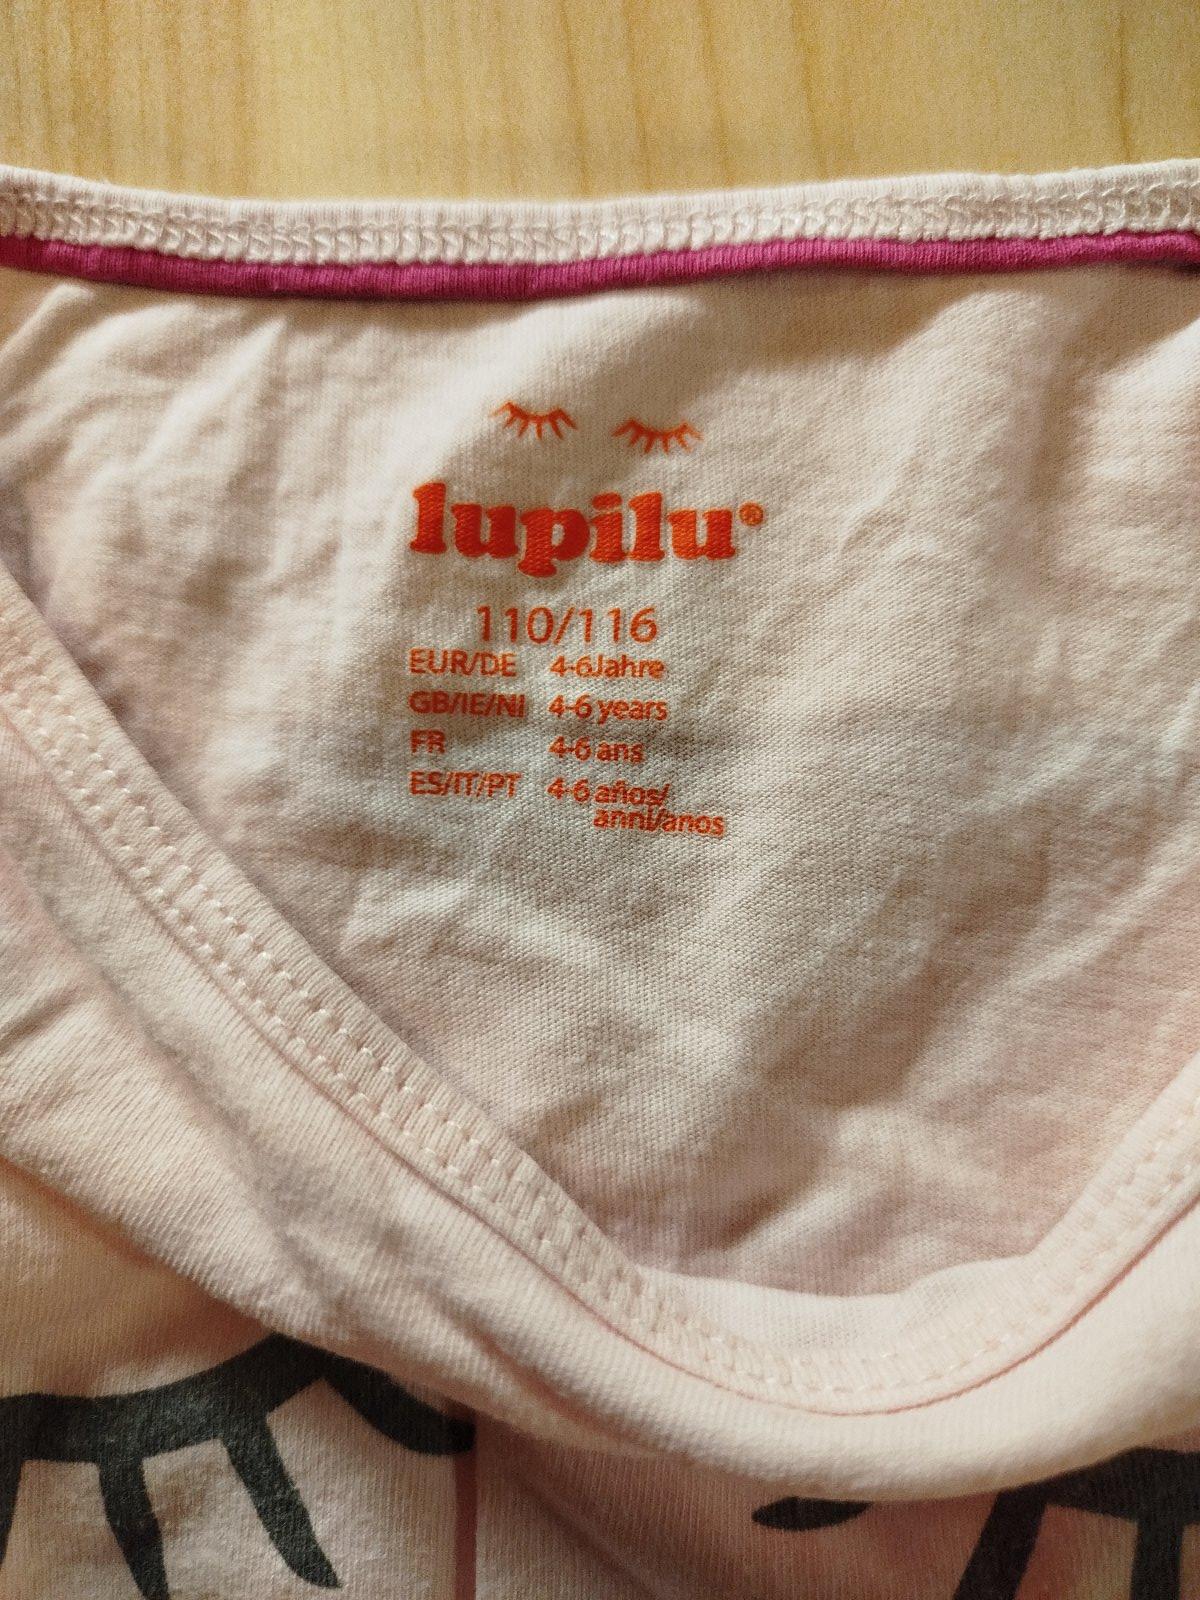 lupilu®
110/116
EUR/DE 4-6Jahre
GB/IE/NI 4-6 years
FR 4-6 ans
ES/IT/PT 4-6 años/
anni/anos